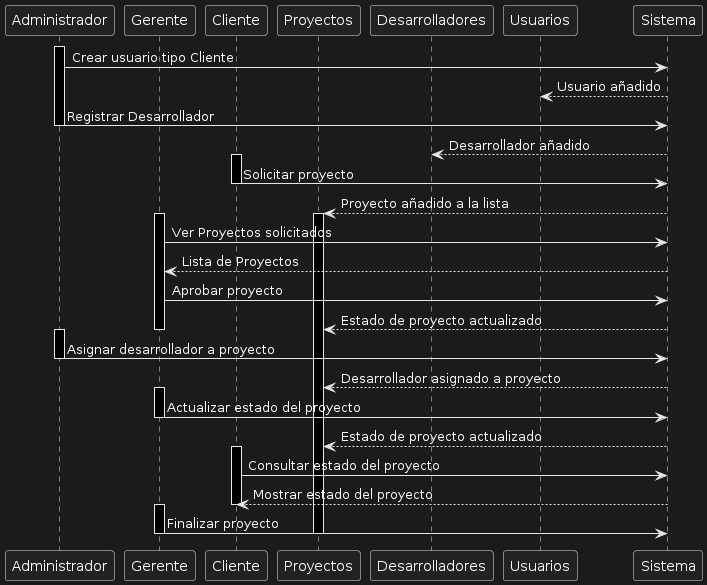 Administrador Gerente Cliente Proyectos Desarrolladores Usuarios Sistema
Crear usuario tipo Cliente
Usuario añadido
Registrar Desarrollador
Desarrollador añadido
Solicitar proyecto
Proyecto añadido a la lista
Ver Proyectos solicitados
Lista de Proyectos
Aprobar proyecto
Estado de proyecto actualizado
Asignar desarrollador a proyecto
Desarrollador asignado a proyecto
Actualizar estado del proyecto
Estado de proyecto actualizado
Consultar estado del proyecto
Mostrar estado del proyecto
Finalizar proyecto
Administrador Gerente Cliente Proyectos Desarrolladores Usuarios Sistema